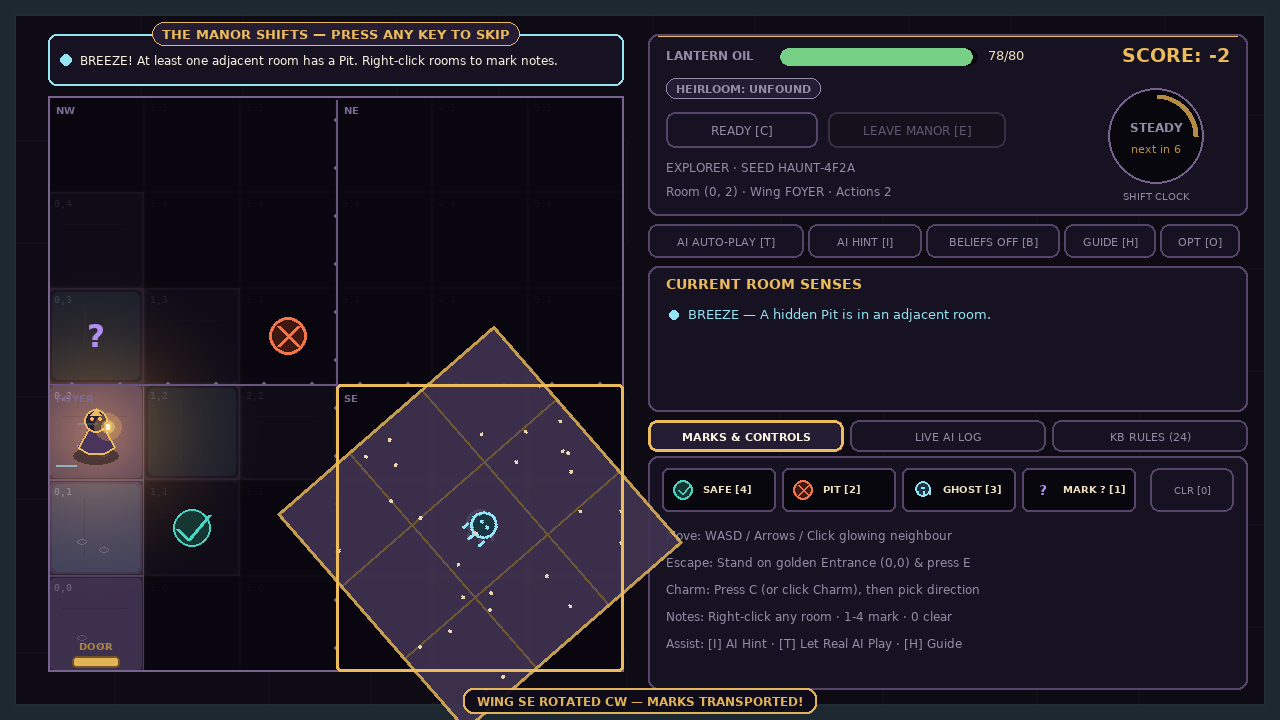 THE MANOR SHIFTS — PRESS ANY KEY TO SKIP
BREEZE! At least one adjacent room has a Pit. Right-click rooms to mark notes.
NW
NE
0,4
0,3
1,3
?
FOYER
0,2
1,2
2,2
SE
0,1
1,1
0,0
DOOR
WING SE ROTATED CW — MARKS TRANSPORTED!
LANTERN OIL
78/80
SCORE: -2
HEIRLOOM: UNFOUND
READY [C]
LEAVE MANOR [E]
STEADY
next in 6
SHIFT CLOCK
EXPLORER · SEED HAUNT-4F2A
Room (0, 2) · Wing FOYER · Actions 2
AI AUTO-PLAY [T]
AI HINT [I]
BELIEFS OFF [B]
GUIDE [H]
OPT [O]
CURRENT ROOM SENSES
BREEZE — A hidden Pit is in an adjacent room.
MARKS & CONTROLS
LIVE AI LOG
KB RULES (24)
SAFE [4]
PIT [2]
GHOST [3]
? MARK ? [1]
CLR [0]
ove: WASD / Arrows / Click glowing neighbour
Escape: Stand on golden Entrance (0,0) & press E
Charm: Press C (or click Charm), then pick direction
Notes: Right-click any room · 1-4 mark · 0 clear
Assist: [I] AI Hint · [T] Let Real AI Play · [H] Guide